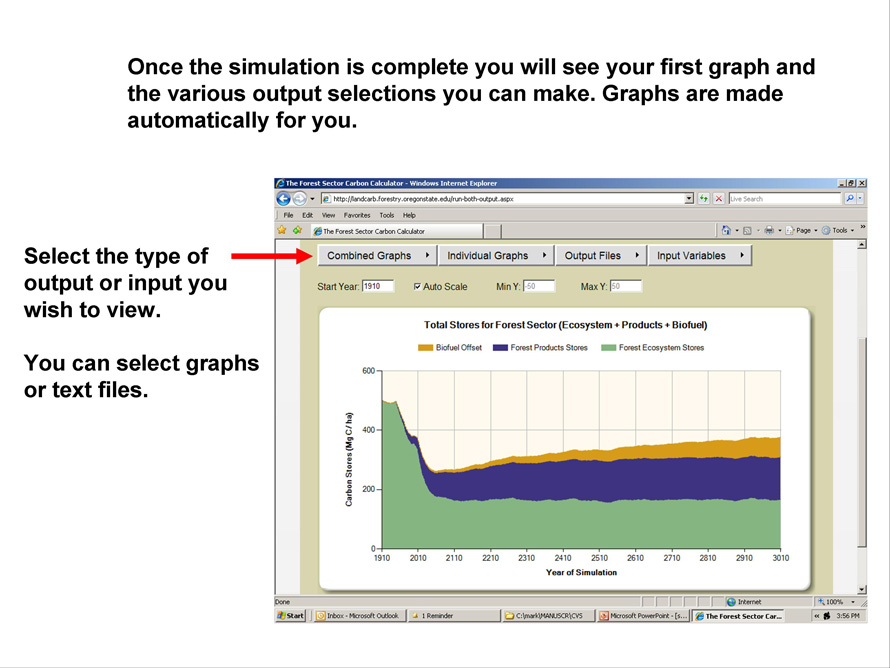 Once the simulation is complete you will see your first graph and
the various output selections you can make. Graphs are made
automatically for you.
Select the type of
output or input you
wish to view.
You can select graphs
or text files.
The Forest Sector Carbon Calculator - Windows Internet Explorer
http://landcarb.forestry.oregonstate.edu/run-both-output.aspx
Live Search
File Edit View Favorites Tools Help
The Forest Sector Carbon Calculator
Page Tools »
Combined Graphs Individual Graphs Output Files Input Variables
Start Year: 1910 Auto Scale Min Y: -50 Max Y: 50
Total Stores for Forest Sector (Ecosystem + Products + Biofuel)
Biofuel Offset Forest Products Stores Forest Ecosystem Stores
600
400
200
0
Carbon Stores (Mg C / ha)
1910 2010 2110 2210 2310 2410 2510 2610 2710 2810 2910 3010
Year of Simulation
Done Internet 100%
Start Inbox - Microsoft Outlook 1 Reminder C:\mark\MANUSCR\CVS Microsoft PowerPoint - [s... The Forest Sector Car... « 3:56 PM